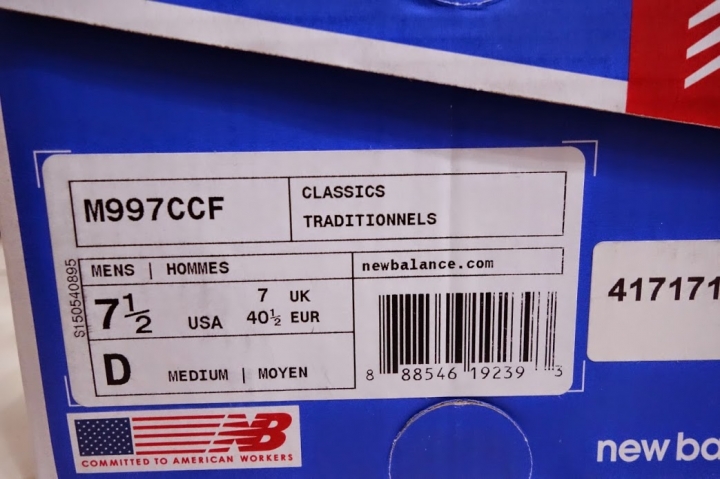 M997CCF
CLASSICS
TRADITIONNELS
MENS | HOMMES
newbalance.com
S150540895
7½ USA
7 UK
40½ EUR
D MEDIUM | MOYEN
8 88546 19239 3
417171
NB
COMMITTED TO AMERICAN WORKERS
new ba